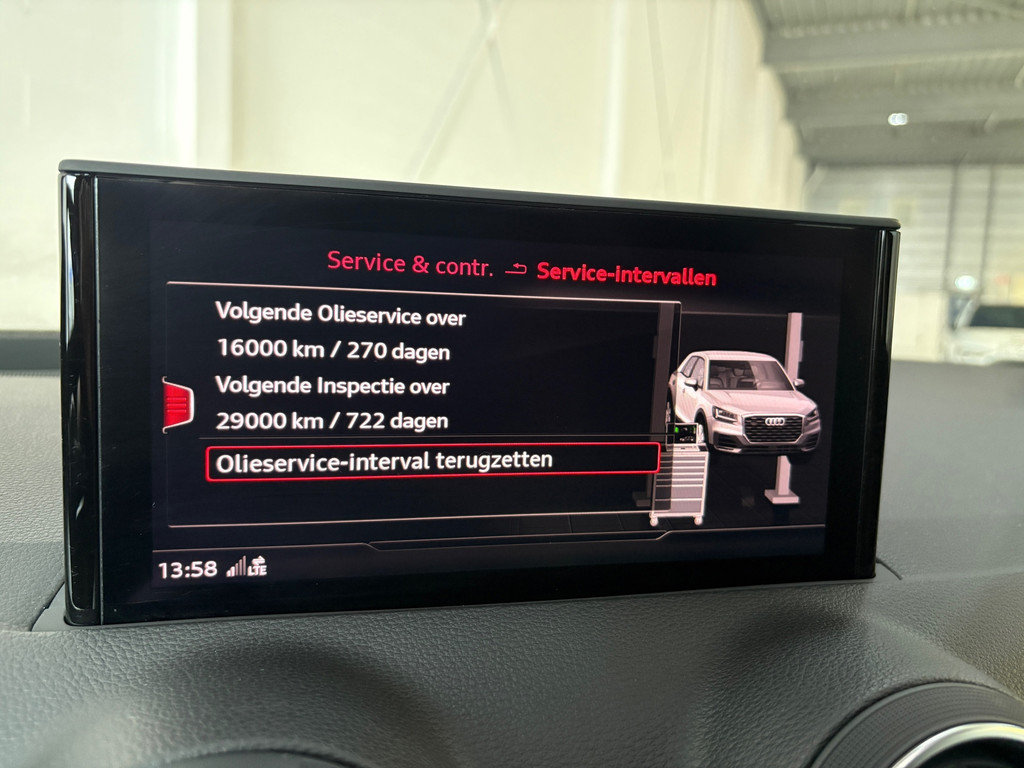 Service & contr.
Service-intervallen
Volgende Olieservice over
16000 km / 270 dagen
Volgende Inspectie over
29000 km / 722 dagen
Olieservice-interval terugzetten
13:58 LTE